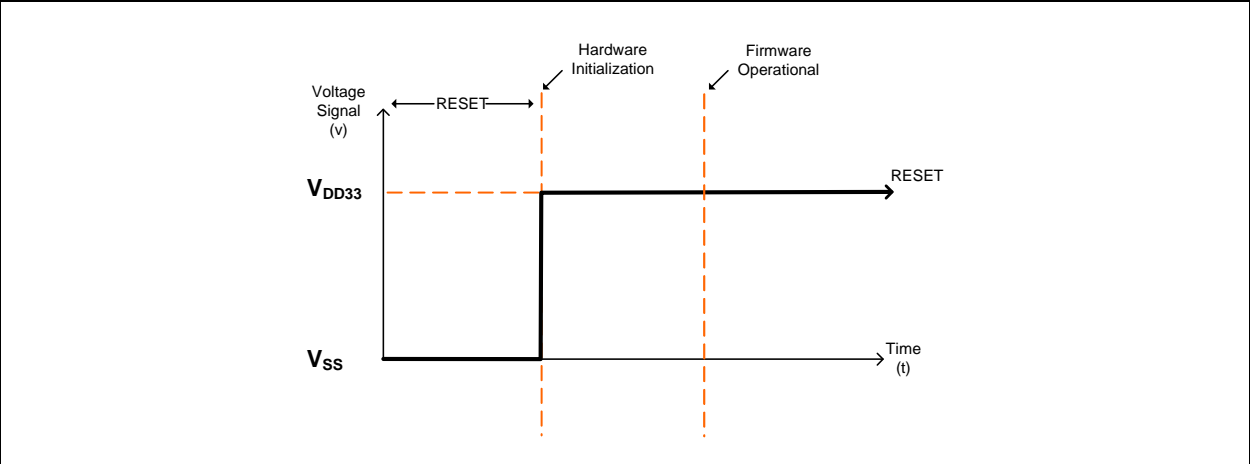 Hardware
Initialization
Firmware
Operational
Voltage
Signal
(v)
RESET
VDD33
RESET
VSS
Time
(t)